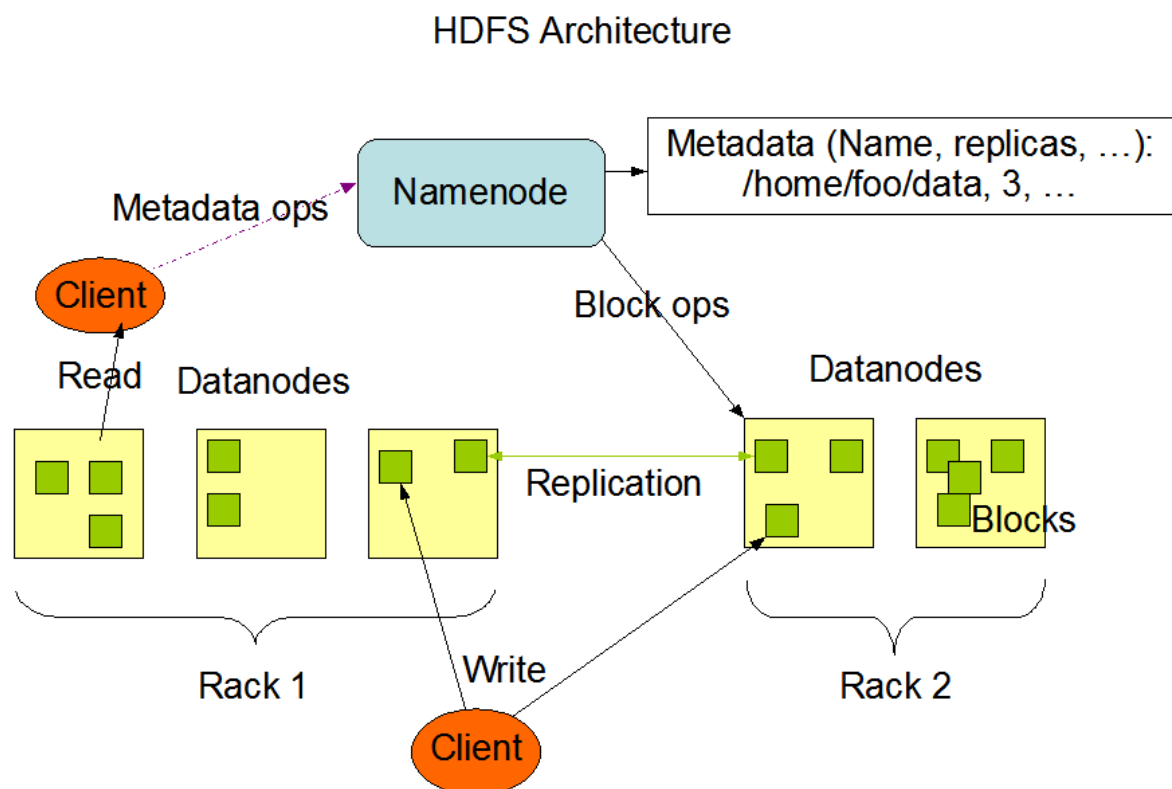 HDFS Architecture
Metadata (Name, replicas, …):
/home/foo/data, 3, …
Namenode
Metadata ops
Client
Block ops
Read
Datanodes
Datanodes
Replication
Blocks
Rack 1
Write
Rack 2
Client